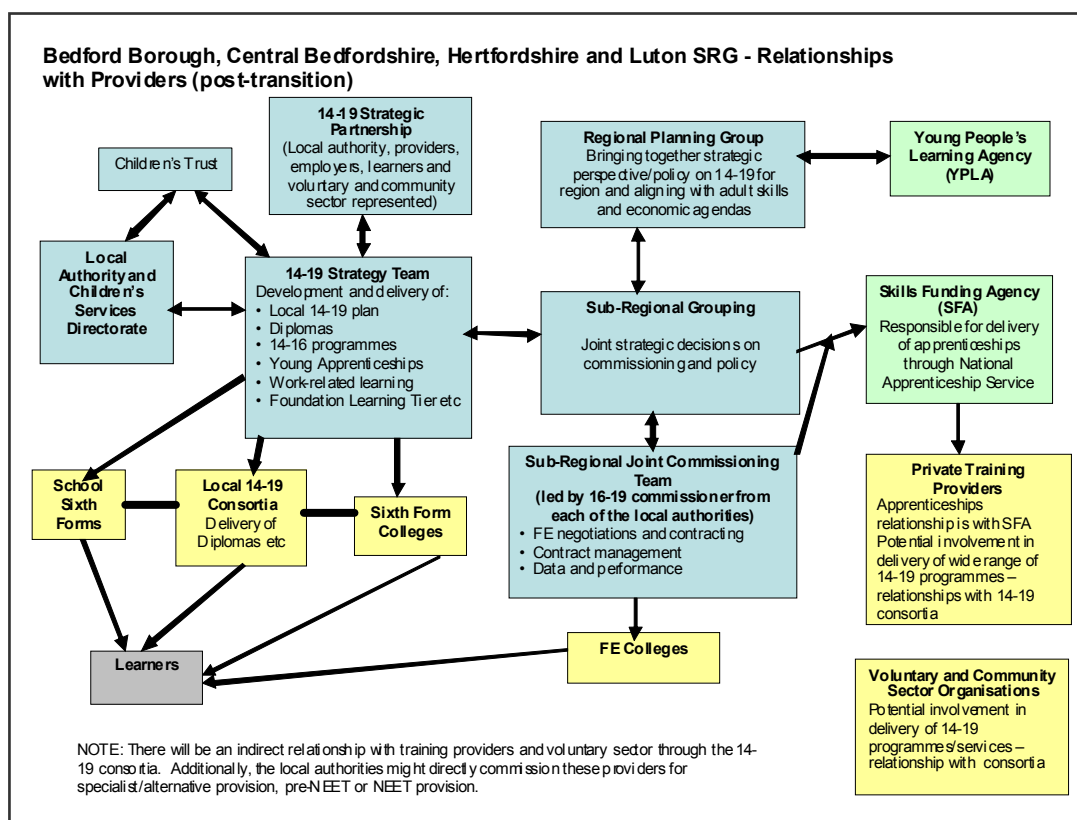 Bedford Borough, Central Bedfordshire, Hertfordshire and Luton SRG - Relationships
with Providers (post-transition)
14-19 Strategic
Partnership
(Local authority, providers,
employers, learners and
voluntary and community
sector represented)
Regional Planning Group
Bringing together strategic
perspective/policy on 14-19 for
region and aligning with adult skills
and economic agendas
Young People's
Learning Agency
(YPLA)
Children's Trust
Local
Authority and
Children's
Services
Directorate
14-19 Strategy Team
Development and delivery of:
• Local 14-19 plan
• Diplomas
• 14-16 programmes
• Young Apprenticeships
• Work-related learning
• Foundation Learning Tier etc
Sub-Regional Grouping
Joint strategic decisions on
commissioning and policy
Skills Funding Agency
(SFA)
Responsible for delivery
of apprenticeships
through National
Apprenticeship Service
School
Sixth
Forms
Local 14-19
Consortia
Delivery of
Diplomas etc
Sixth Form
Colleges
Sub-Regional Joint Commissioning
Team
(led by 16-19 commissioner from
each of the local authorities)
• FE negotiations and contracting
• Contract management
• Data and performance
Private Training
Providers
Apprenticeships
relationship is with SFA
Potential involvement in
delivery of wide range of
14-19 programmes –
relationships with 14-19
consortia
Learners
FE Colleges
Voluntary and Community
Sector Organisations
Potential involvement in
delivery of 14-19
programmes/services –
relationship with consortia
NOTE: There will be an indirect relationship with training providers and voluntary sector through the 14-
19 consortia. Additionally, the local authorities might directly commission these providers for
specialist/alternative provision, pre-NEET or NEET provision.